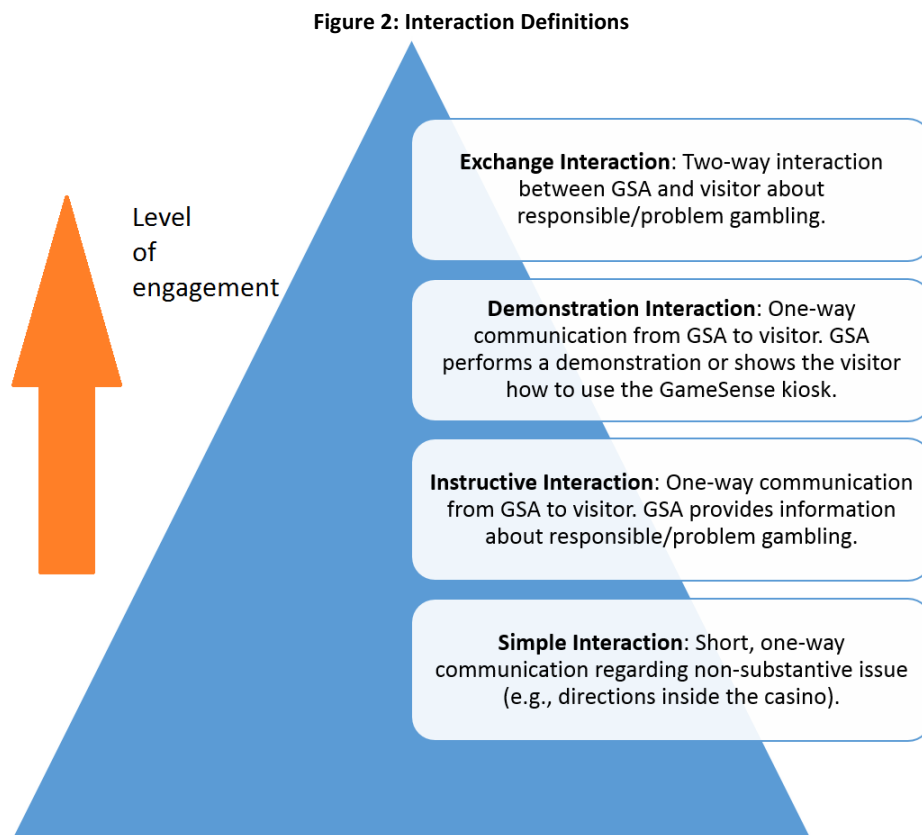 Figure 2: Interaction Definitions
Level
of
engagement
Exchange Interaction: Two-way interaction
between GSA and visitor about
responsible/problem gambling.
Demonstration Interaction: One-way
communication from GSA to visitor. GSA
performs a demonstration or shows the visitor
how to use the GameSense kiosk.
Instructive Interaction: One-way communication
from GSA to visitor. GSA provides information
about responsible/problem gambling.
Simple Interaction: Short, one-way
communication regarding non-substantive issue
(e.g., directions inside the casino).